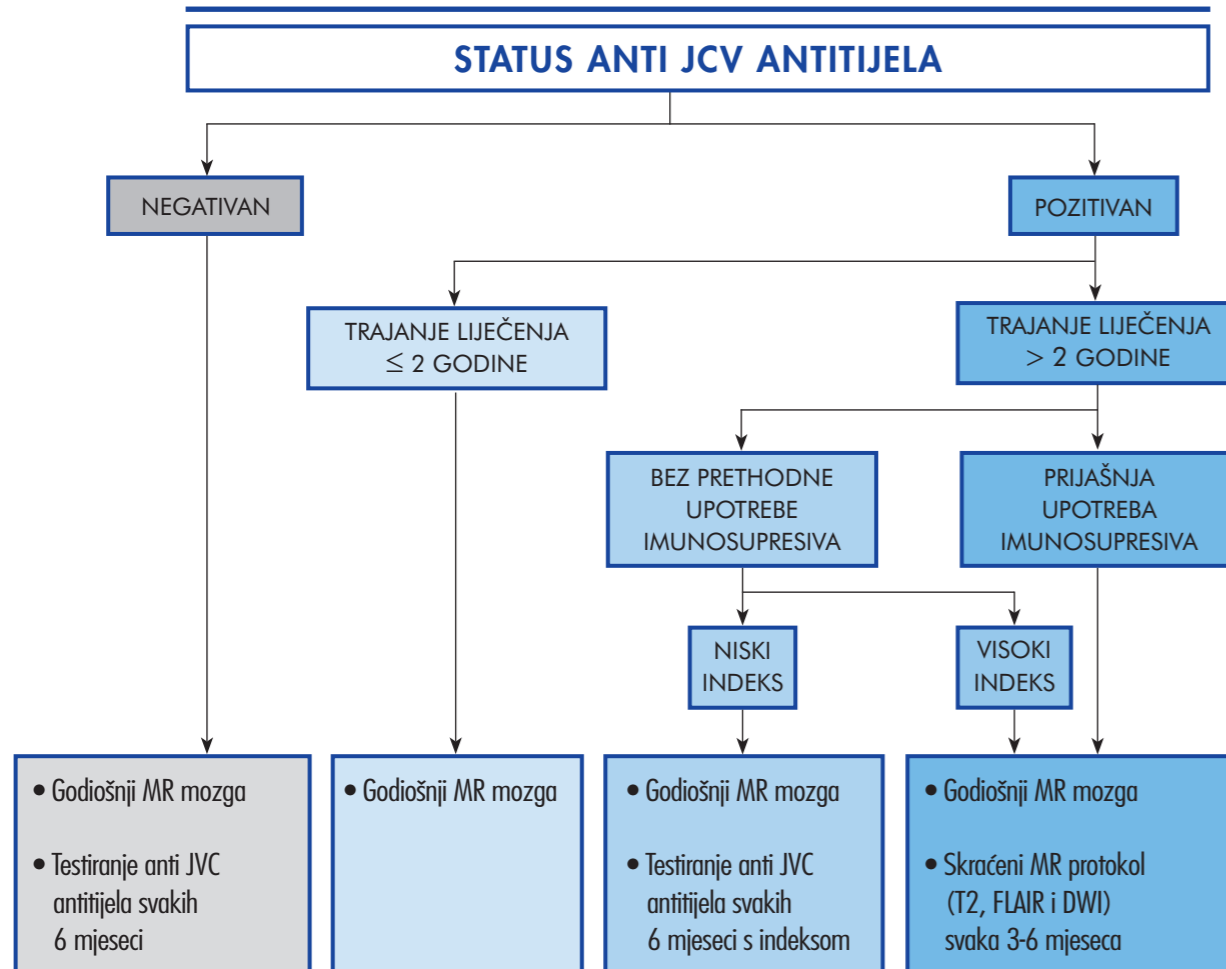 STATUS ANTI JCV ANTITIJELA
NEGATIVAN
POZITIVAN
TRAJANJE LIJEČENJA
≤ 2 GODINE
TRAJANJE LIJEČENJA
> 2 GODINE
BEZ PRETHODNE
UPOTREBE
IMUNOSUPRESIVA
PRIJAŠNJA
UPOTREBA
IMUNOSUPRESIVA
NISKI
INDEKS
VISOKI
INDEKS
• Godiošnji MR mozga
• Testiranje anti JVC
antitijela svakih
6 mjeseci
• Godiošnji MR mozga
• Godiošnji MR mozga
• Testiranje anti JVC
antitijela svakih
6 mjeseci s indeksom
• Godiošnji MR mozga
• Skraćeni MR protokol
(T2, FLAIR i DWI)
svaka 3-6 mjeseca